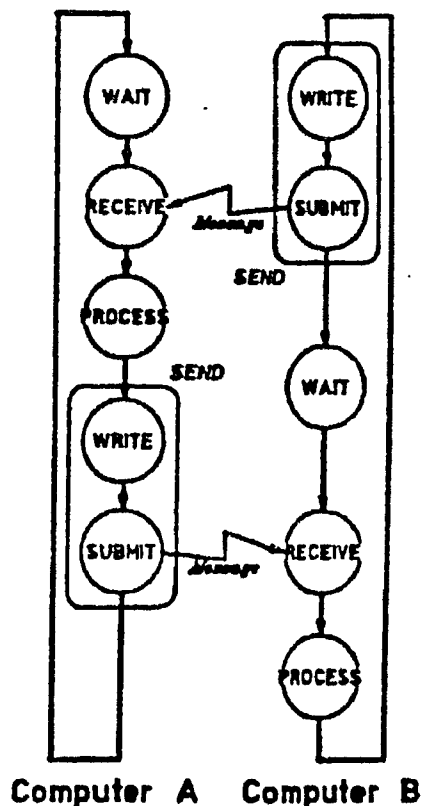 WAIT
RECEIVE
PROCESS
SEND
WRITE
SUBMIT
Message
WRITE
SUBMIT
Message
SEND
WAIT
RECEIVE
PROCESS
Computer A
Computer B